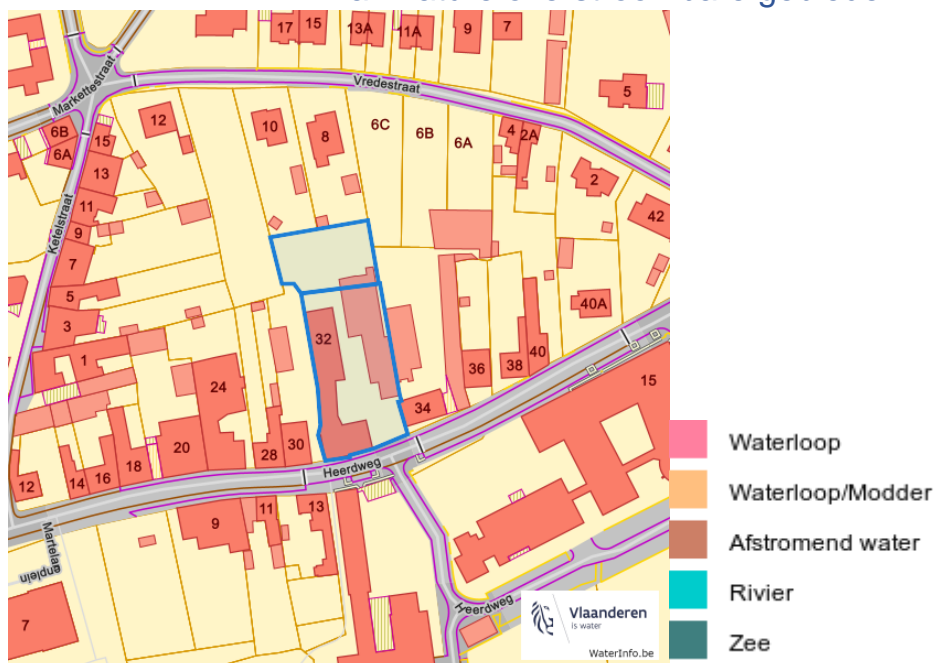 17 15 13A 11A 9 7
Markettestraat
Vredestraat
5
6B
6A
15
12
10
8
6C
6B
6A
4
2A
13
2
11
42
Ketelstraat
9
7
5
3
32
40A
1
24
36
38
40
15
34
12
14
16
18
20
28
30
Heerdweg
9
11
13
Martelaenplein
7
Heerdweg
Vlaanderen
is water
WaterInfo.be
Waterloop
Waterloop/Modder
Afstromend water
Rivier
Zee